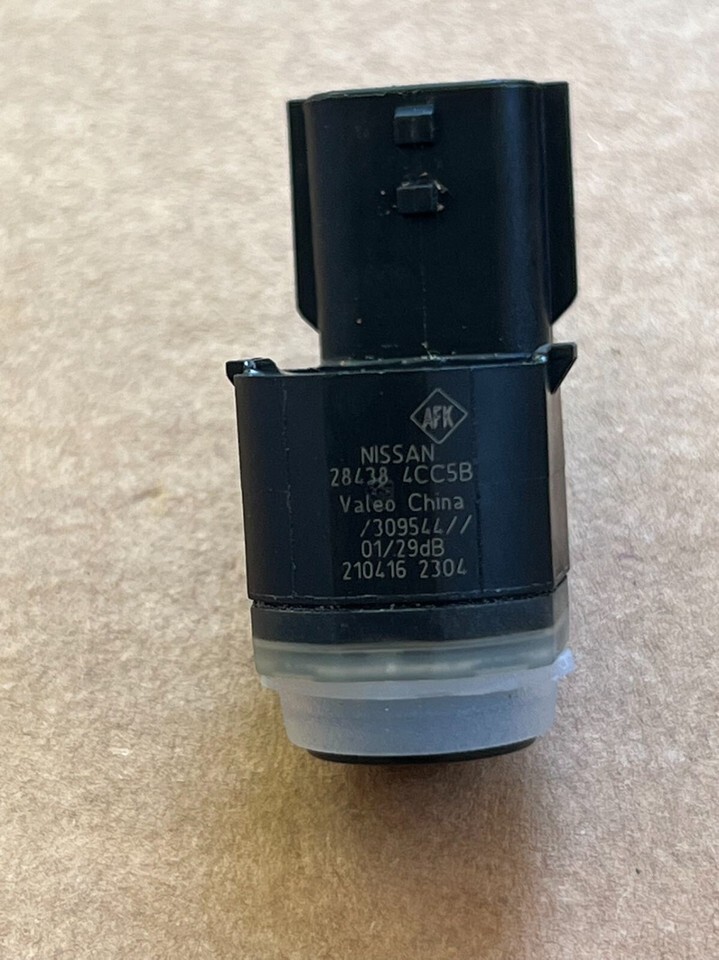 AFK
NISSAN
28438 4CC5B
Valeo China
/309544//
01/29dB
210416 2304